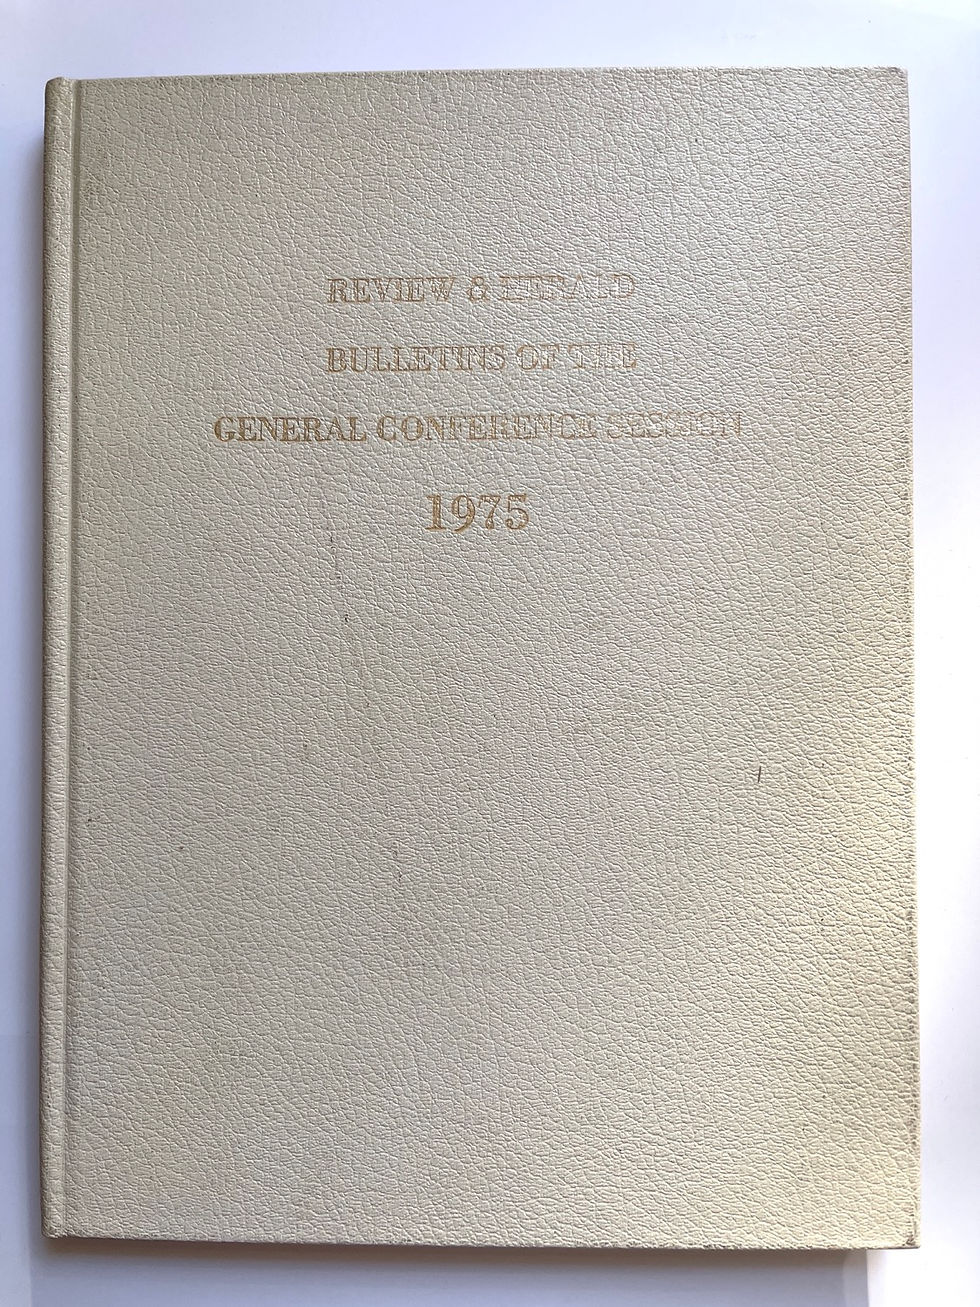 REVIEW & HERALD
BULLETINS OF THE
GENERAL CONFERENCE SESSION
1975